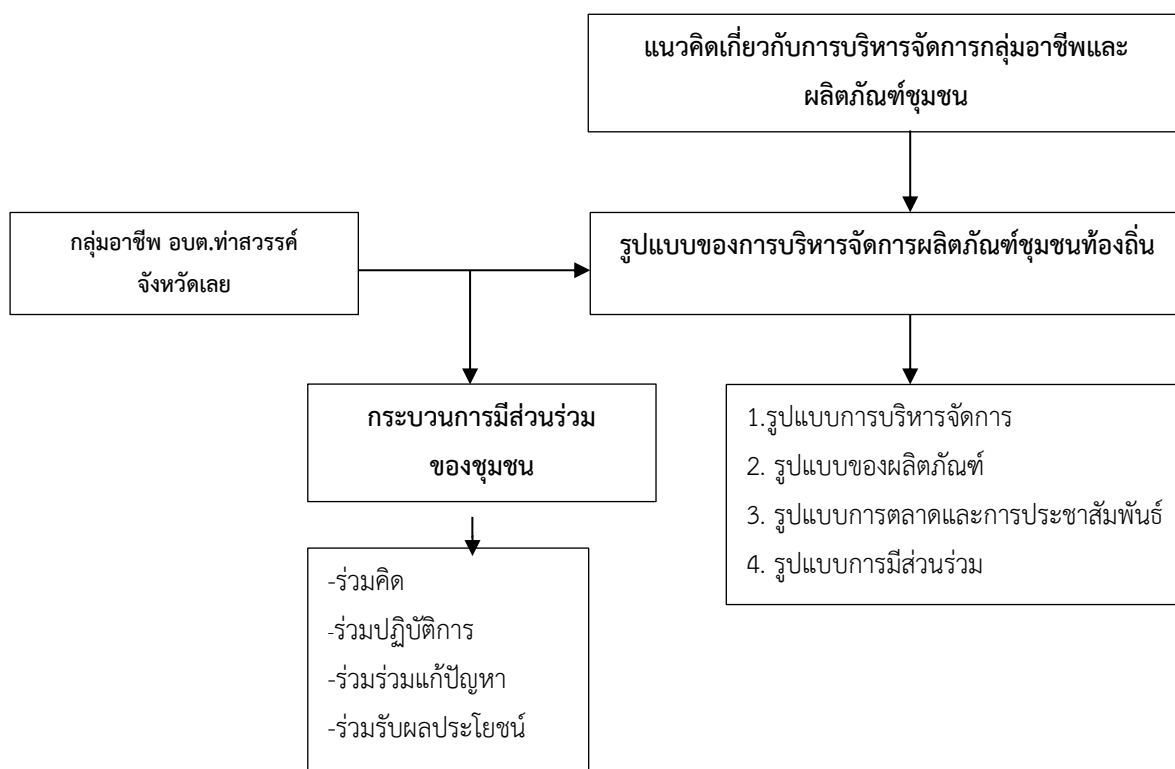 แนวคิดเกี่ยวกับการบริหารจัดการกลุ่มอาชีพและ
ผลิตภัณฑ์ชุมชน
กลุ่มอาชีพ อบต.ท่าสวรรค์
จังหวัดเลย
รูปแบบของการบริหารจัดการผลิตภัณฑ์ชุมชนท้องถิ่น
กระบวนการมีส่วนร่วม
ของชุมชน
1.รูปแบบการบริหารจัดการ
2. รูปแบบของผลิตภัณฑ์
3. รูปแบบการตลาดและการประชาสัมพันธ์
4. รูปแบบการมีส่วนร่วม
-ร่วมคิด
-ร่วมปฏิบัติการ
-ร่วมร่วมแก้ปัญหา
-ร่วมรับผลประโยชน์